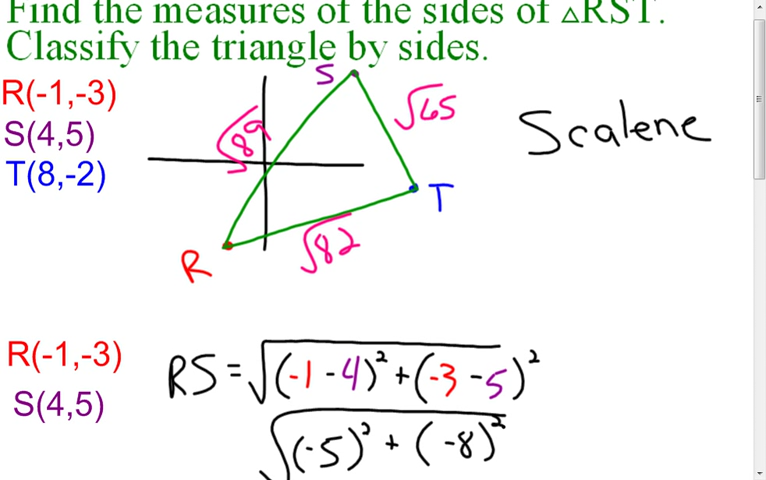 Find the measures of the sides of △RST.
Classify the triangle by sides.
R(-1,-3)
S(4,5)
T(8,-2)
S
√89
√65
T
√82
R
Scalene
R(-1,-3)
S(4,5)
RS = √(-1 - 4)² + (-3 - 5)²
√(-5)² + (-8)²